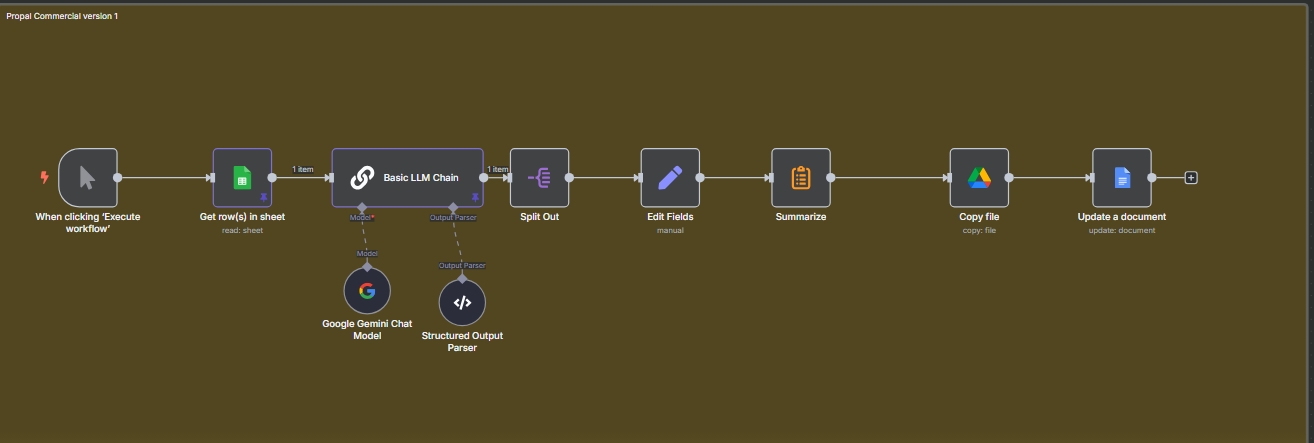 Propal Commercial version 1
1 item
1 item
Basic LLM Chain
When clicking ‘Execute
workflow’
Get row(s) in sheet
read: sheet
Model*
Output Parser
Split Out
Edit Fields
manual
Summarize
Copy file
copy: file
Update a document
update: document
Model
Output Parser
Google Gemini Chat
Model
Structured Output
Parser